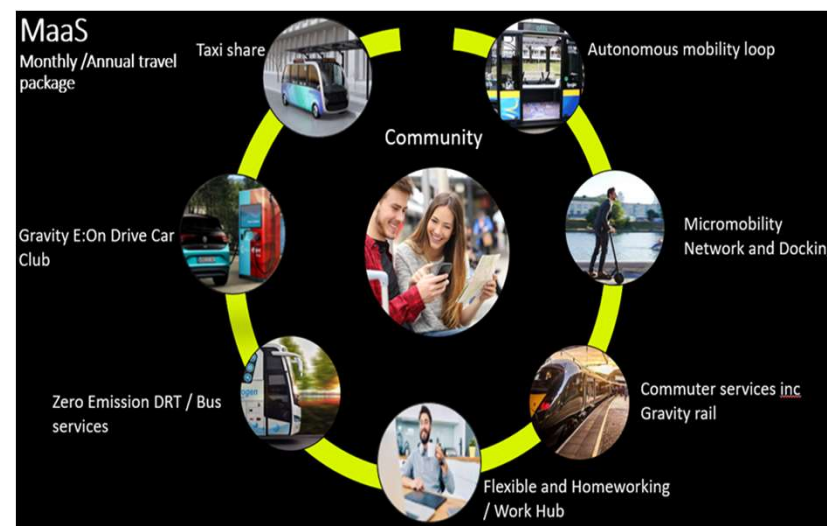 MaaS
Monthly /Annual travel
package
Taxi share
Autonomous mobility loop
Community
Gravity E:On Drive Car
Club
Micromobility
Network and Dockin
Zero Emission DRT / Bus
services
Commuter services inc
Gravity rail
Flexible and Homeworking
/ Work Hub